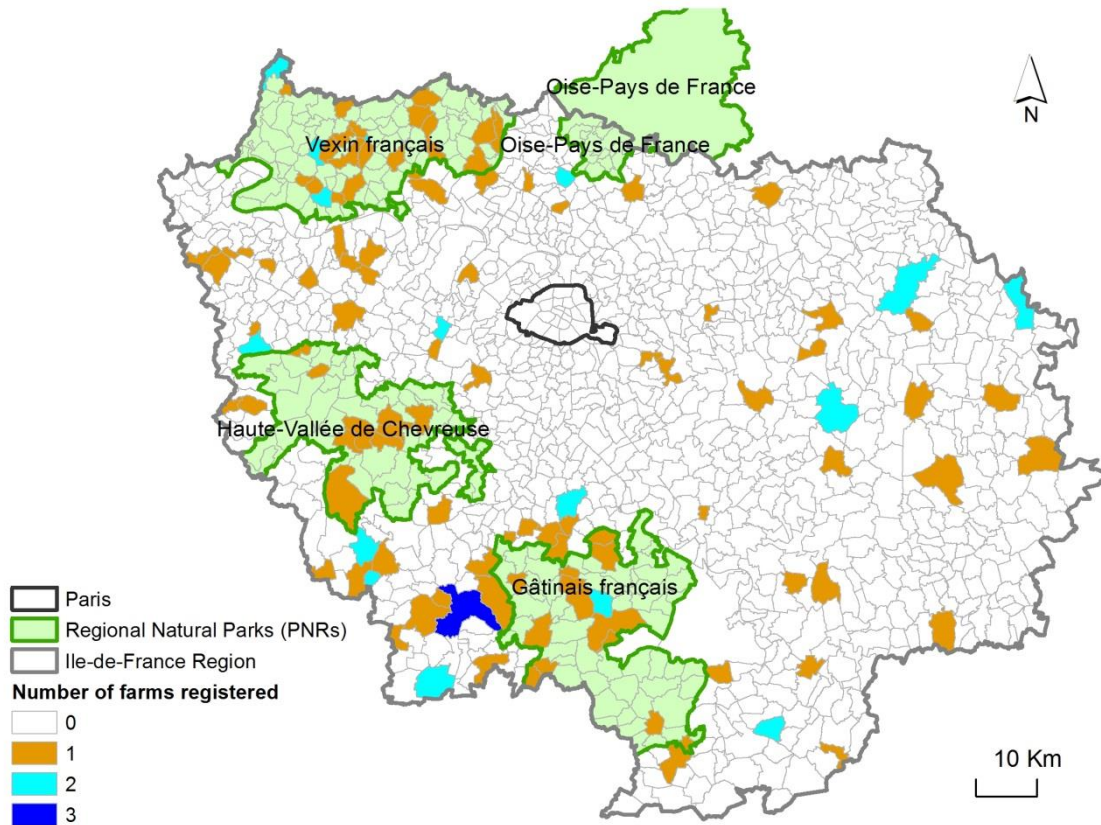 Oise-Pays de France
N
Vexin français
Oise-Pays de France
Haute-Vallée de Chevreuse
Gâtinais français
Paris
Regional Natural Parks (PNRs)
Ile-de-France Region
Number of farms registered
0
1
2
3
10 Km